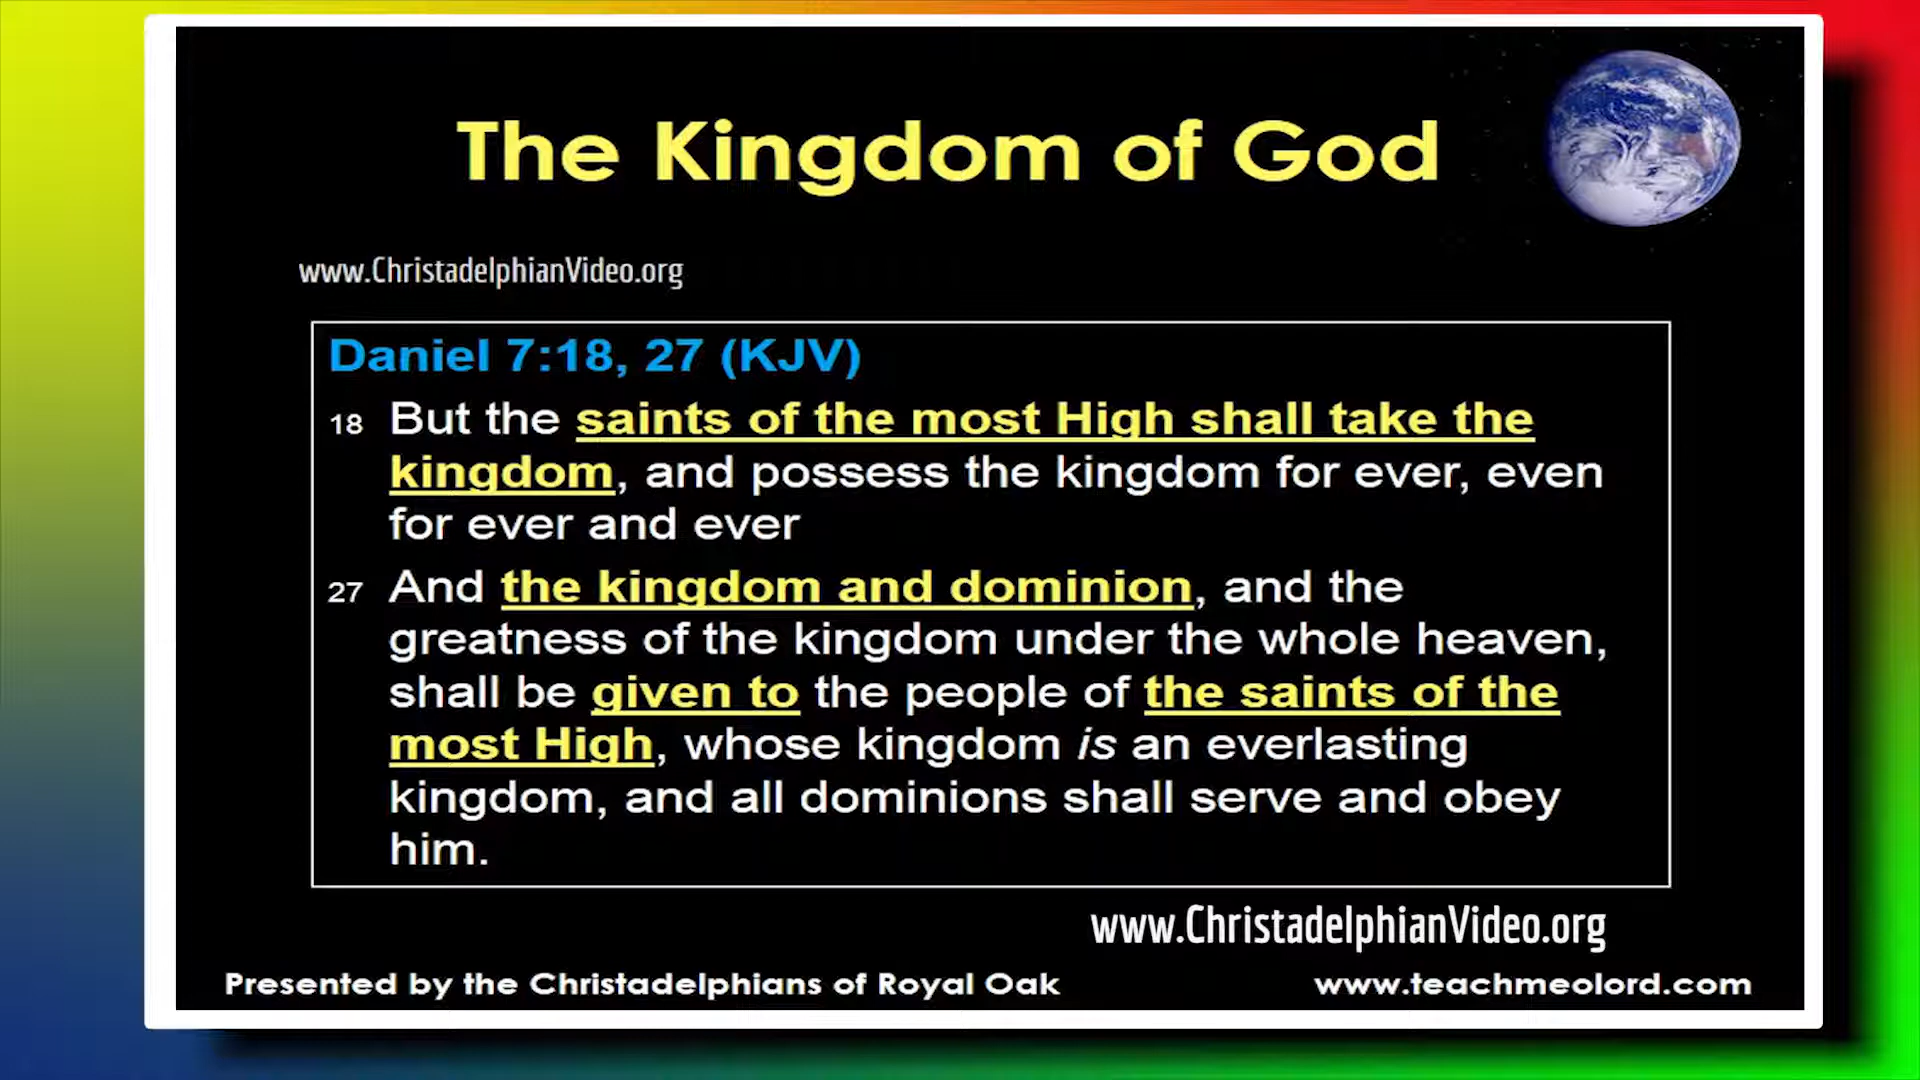 The Kingdom of God
www.ChristadelphianVideo.org
Daniel 7:18, 27 (KJV)
18 But the saints of the most High shall take the
kingdom, and possess the kingdom for ever, even
for ever and ever
27 And the kingdom and dominion, and the
greatness of the kingdom under the whole heaven,
shall be given to the people of the saints of the
most High, whose kingdom is an everlasting
kingdom, and all dominions shall serve and obey
him.
www.ChristadelphianVideo.org
Presented by the Christadelphians of Royal Oak www.teachmeolord.com